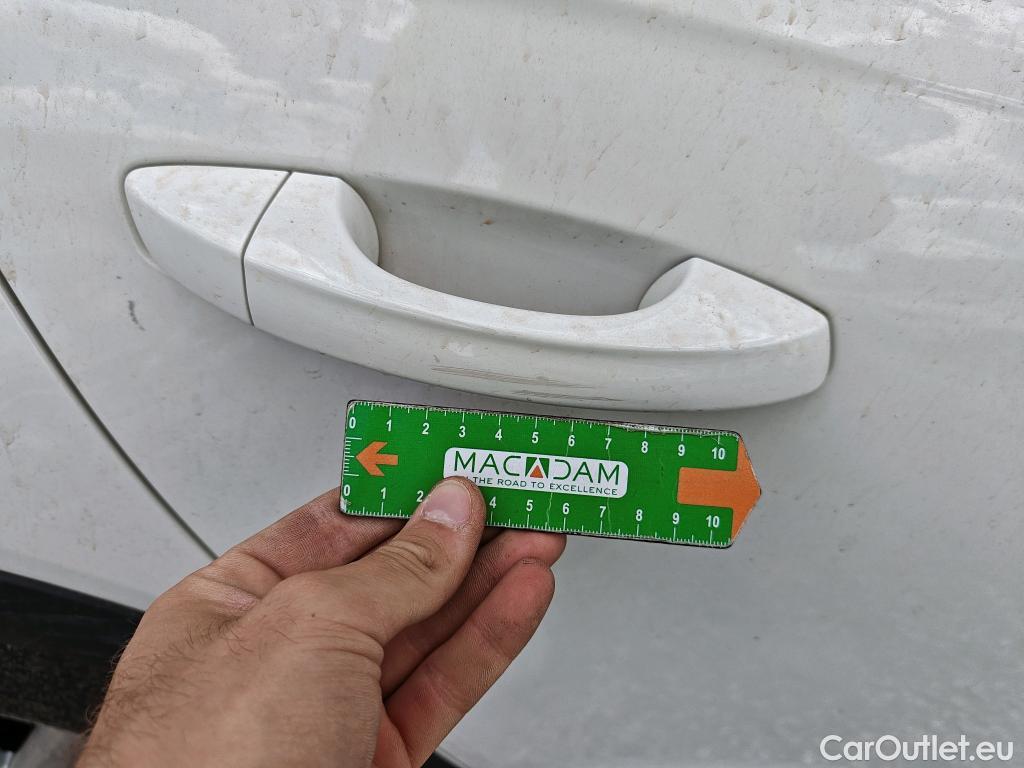 0 1 2 3 4 5 6 7 8 9 10
MACADAM
THE ROAD TO EXCELLENCE
0 1 2 4 5 6 7 8 9 10
CarOutlet.eu